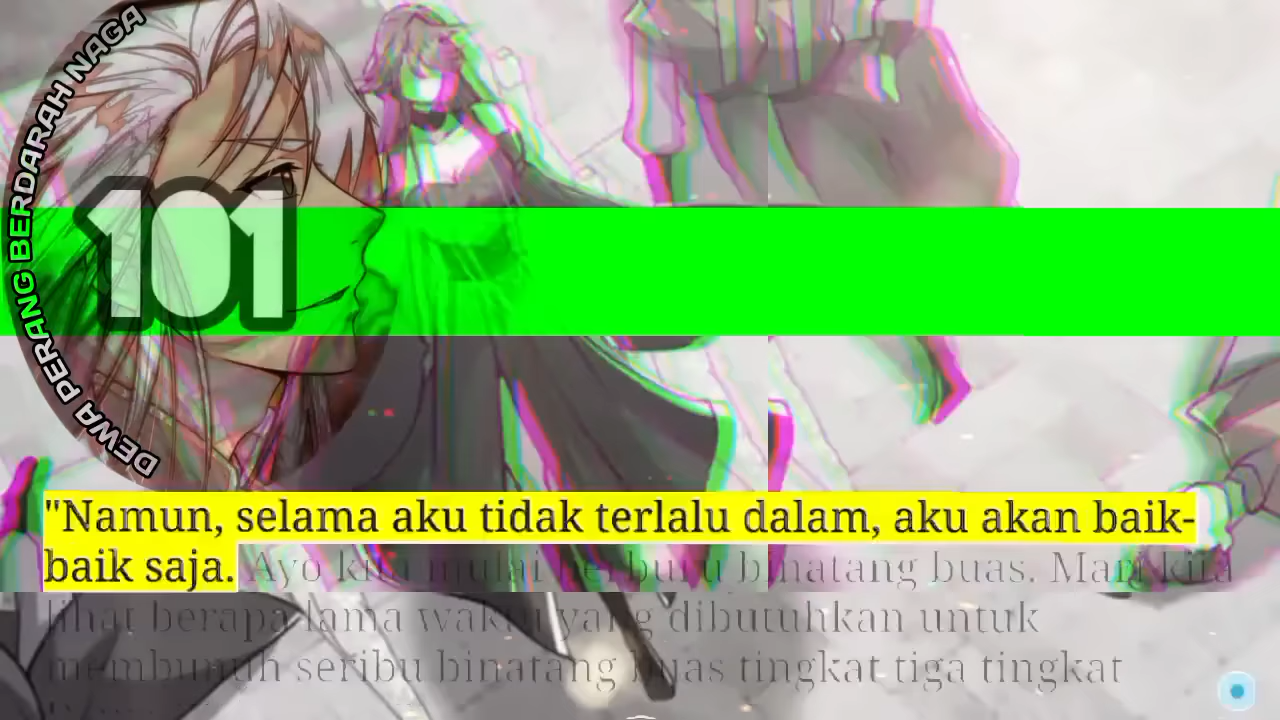 DEWA PERANG BERDARAH NAGA
101
"Namun, selama aku tidak terlalu dalam, aku akan baik-
baik saja. Ayo kita mulai berburu binatang buas. Mari kita
lihat berapa lama waktu yang dibutuhkan untuk
membunuh seribu binatang buas tingkat tiga tingkat